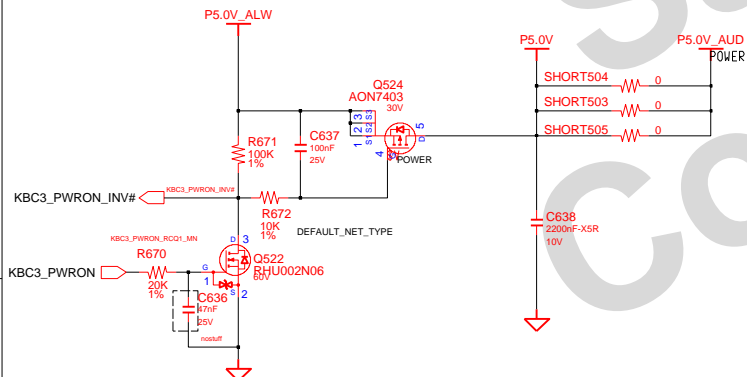 P5.0V_ALW
P5.0V
P5.0V_AUD
POWER
Q524
AON7403
30V
SHORT504
0
SHORT503
0
SHORT505
0
3 S3
2 S2
1 S1
5
D
4
POWER
R671
100K
1%
C637
100nF
25V
KBC3_PWRON_INV#
KBC3_PWRON_INV#
R672
10K
1%
DEFAULT_NET_TYPE
C638
2200nF-X5R
10V
KBC3_PWRON_RCQ1_MN
D
3
Q522
RHU002N06
60V
KBC3_PWRON
R670
20K
1%
G
1
S
2
C636
47nF
25V
nostuff